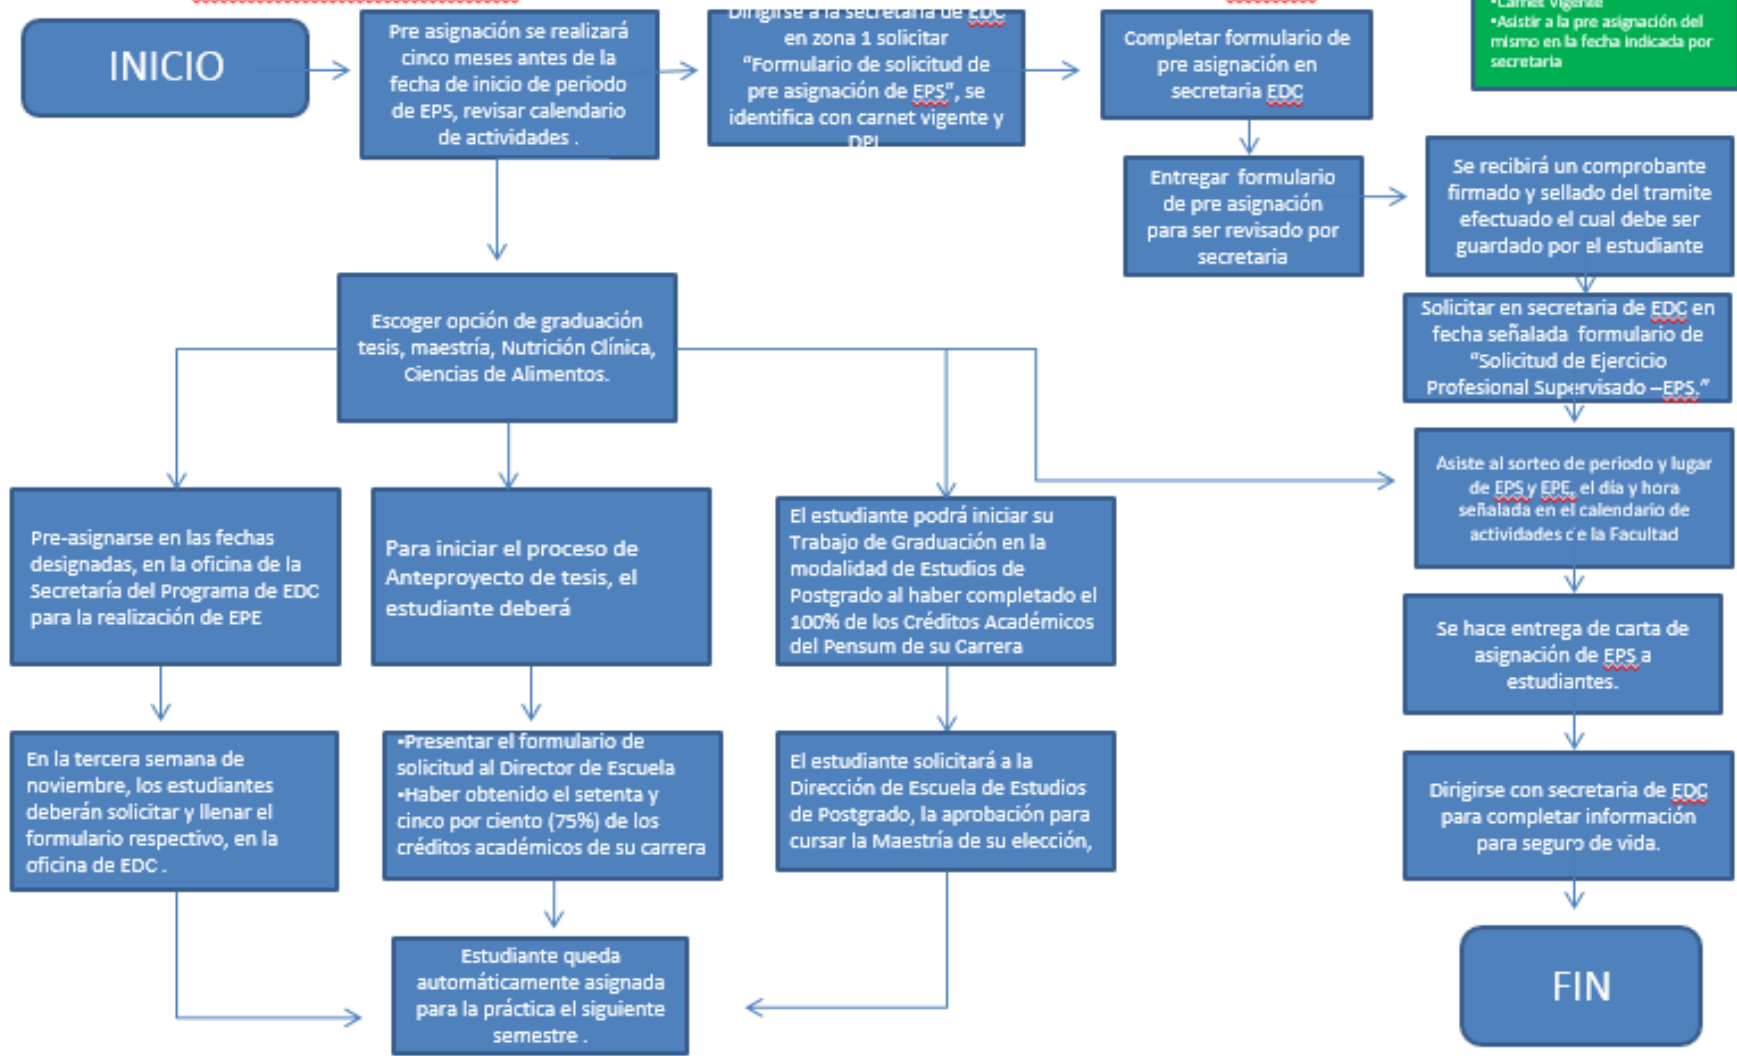 INICIO
Pre asignación se realizará
cinco meses antes de la
fecha de inicio de periodo
de EPS, revisar calendario
de actividades .
Dirigirse a la secretaria de EDC
en zona 1 solicitar
“Formulario de solicitud de
pre asignación de EPS”, se
identifica con carnet vigente y
DPI
Completar formulario de
pre asignación en
secretaria EDC
•Carnet Vigente
•Asistir a la pre asignación del
mismo en la fecha indicada por
secretaria
Entregar formulario
de pre asignación
para ser revisado por
secretaria
Se recibirá un comprobante
firmado y sellado del tramite
efectuado el cual debe ser
guardado por el estudiante
Escoger opción de graduación
tesis, maestría, Nutrición Clínica,
Ciencias de Alimentos.
Solicitar en secretaria de EDC en
fecha señalada formulario de
“Solicitud de Ejercicio
Profesional Supervisado –EPS.”
Asiste al sorteo de periodo y lugar
de EPS y EPE, el día y hora
señalada en el calendario de
actividades de la Facultad
Pre-asignarse en las fechas
designadas, en la oficina de la
Secretaría del Programa de EDC
para la realización de EPE
Para iniciar el proceso de
Anteproyecto de tesis, el
estudiante deberá
El estudiante podrá iniciar su
Trabajo de Graduación en la
modalidad de Estudios de
Postgrado al haber completado el
100% de los Créditos Académicos
del Pensum de su Carrera
Se hace entrega de carta de
asignación de EPS a
estudiantes.
En la tercera semana de
noviembre, los estudiantes
deberán solicitar y llenar el
formulario respectivo, en la
oficina de EDC .
•Presentar el formulario de
solicitud al Director de Escuela
•Haber obtenido el setenta y
cinco por ciento (75%) de los
créditos académicos de su carrera
El estudiante solicitará a la
Dirección de Escuela de Estudios
de Postgrado, la aprobación para
cursar la Maestría de su elección,
Dirigirse con secretaria de EDC
para completar información
para seguro de vida.
Estudiante queda
automáticamente asignada
para la práctica el siguiente
semestre .
FIN